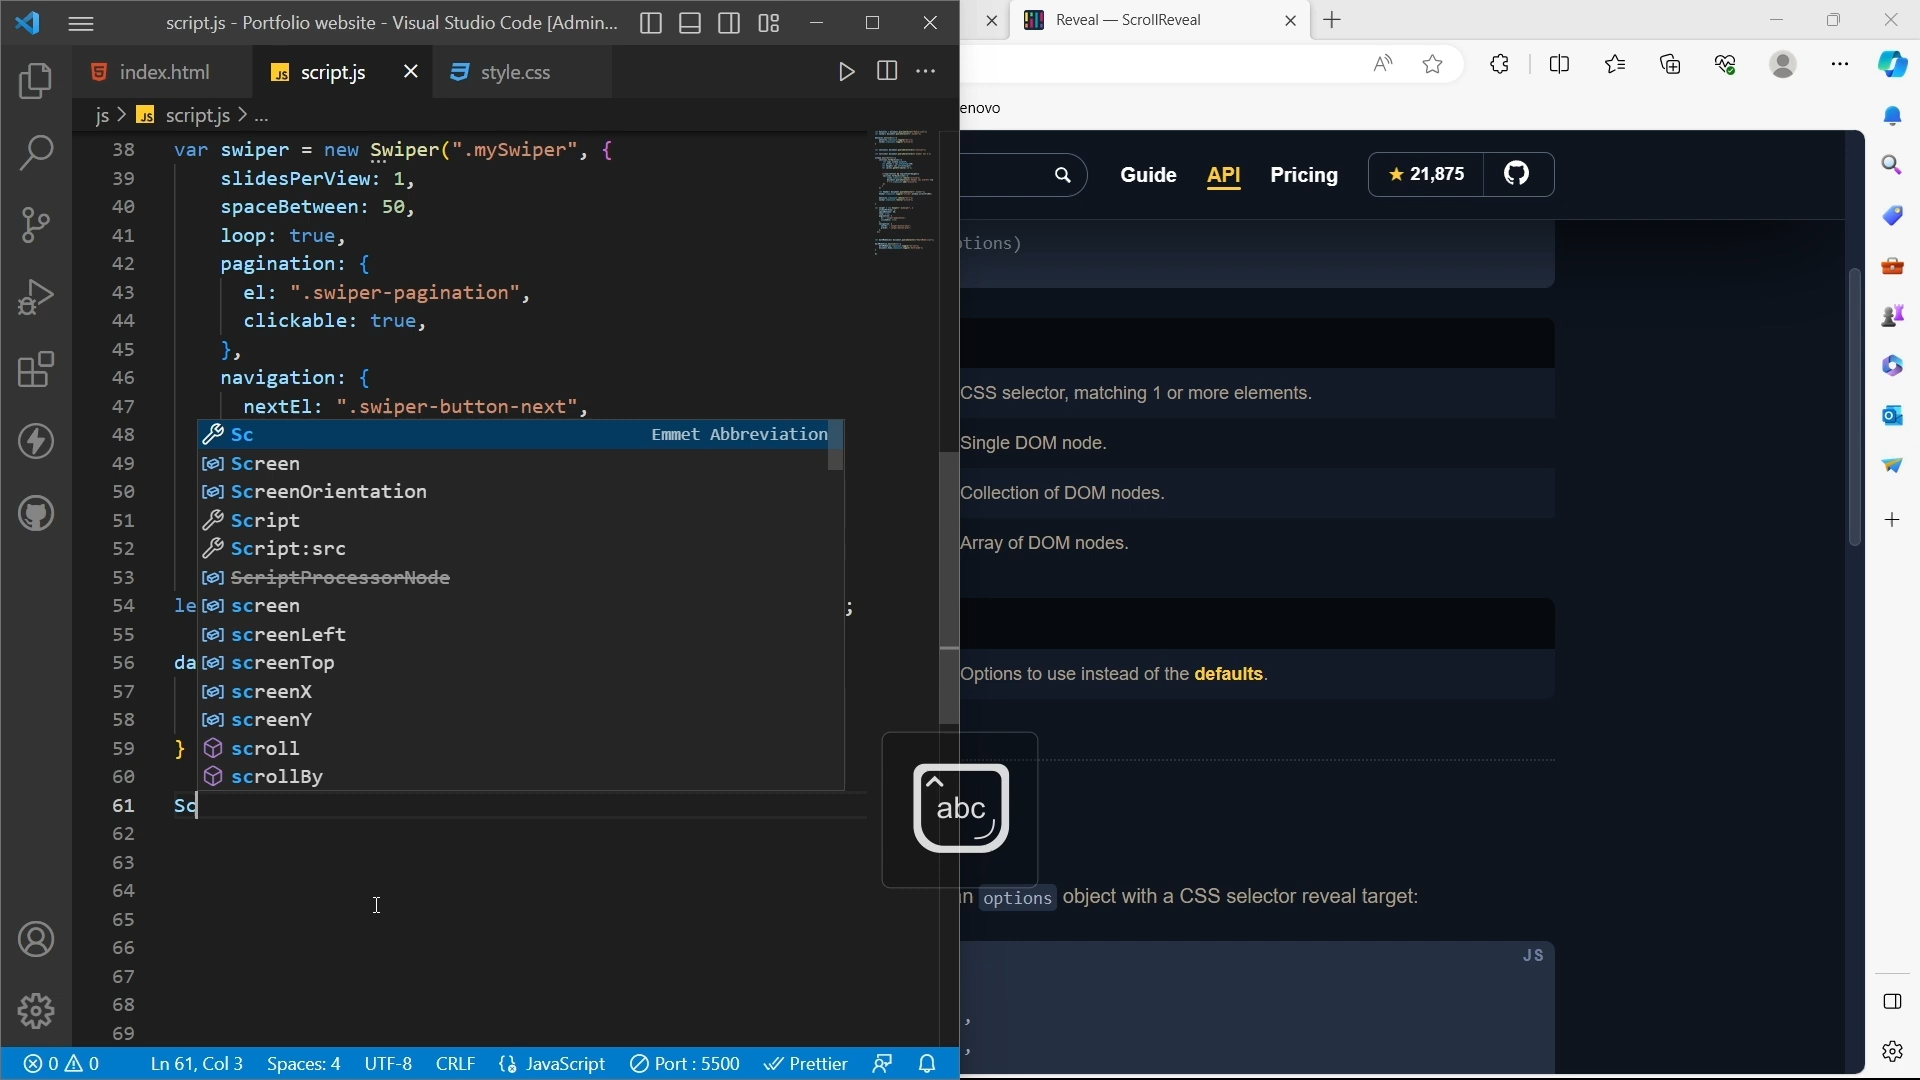 script.js - Portfolio website - Visual Studio Code [Admin...
Reveal — ScrollReveal
index.html
JS script.js
style.css
js > JS script.js > ...
enovo
38 var swiper = new Swiper(".mySwiper", {
39 slidesPerView: 1,
40 spaceBetween: 50,
41 loop: true,
42 pagination: {
43 el: ".swiper-pagination",
44 clickable: true,
45 },
46 navigation: {
47 nextEl: ".swiper-button-next",
48 Sc Emmet Abbreviation
49 Screen
50 ScreenOrientation
51 Script
52 Script:src
53 ScriptProcessorNode
54 le screen ;
55 screenLeft
56 da screenTop
57 screenX
58 screenY
59 } scroll
60 scrollBy
61 Sc
62
63
64
65
66
67
68
69
abc
0 0 Ln 61, Col 3 Spaces: 4 UTF-8 CRLF JavaScript Port : 5500 Prettier
Guide API Pricing ★ 21,875
tions)
CSS selector, matching 1 or more elements.
Single DOM node.
Collection of DOM nodes.
Array of DOM nodes.
Options to use instead of the defaults.
n options object with a CSS selector reveal target:
JS
,
,